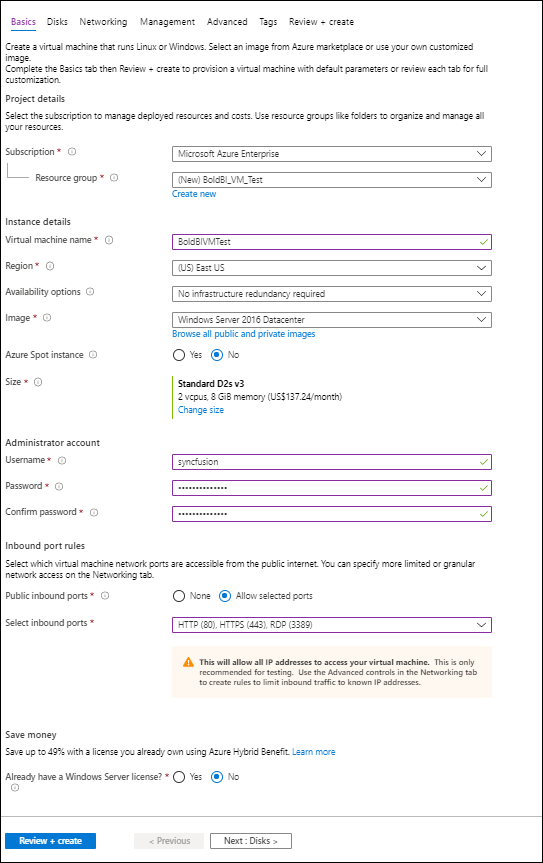 Basics Disks Networking Management Advanced Tags Review + create
Create a virtual machine that runs Linux or Windows. Select an image from Azure marketplace or use your own customized
image.
Complete the Basics tab then Review + create to provision a virtual machine with default parameters or review each tab for full
customization.
Project details
Select the subscription to manage deployed resources and costs. Use resource groups like folders to organize and manage all
your resources.
Subscription * Microsoft Azure Enterprise
Resource group * (New) BoldBI_VM_Test
Create new
Instance details
Virtual machine name * BoldBIVMTest
Region * (US) East US
Availability options No infrastructure redundancy required
Image * Windows Server 2016 Datacenter
Browse all public and private images
Azure Spot instance Yes No
Size * Standard D2s v3
2 vcpus, 8 GiB memory (US$137.24/month)
Change size
Administrator account
Username * syncfusion
Password * ••••••••••••••
Confirm password * ••••••••••••••
Inbound port rules
Select which virtual machine network ports are accessible from the public internet. You can specify more limited or granular
network access on the Networking tab.
Public inbound ports * None Allow selected ports
Select inbound ports * HTTP (80), HTTPS (443), RDP (3389)
This will allow all IP addresses to access your virtual machine. This is only
recommended for testing. Use the Advanced controls in the Networking tab
to create rules to limit inbound traffic to known IP addresses.
Save money
Save up to 49% with a license you already own using Azure Hybrid Benefit. Learn more
Already have a Windows Server license? * Yes No
Review + create < Previous Next : Disks >